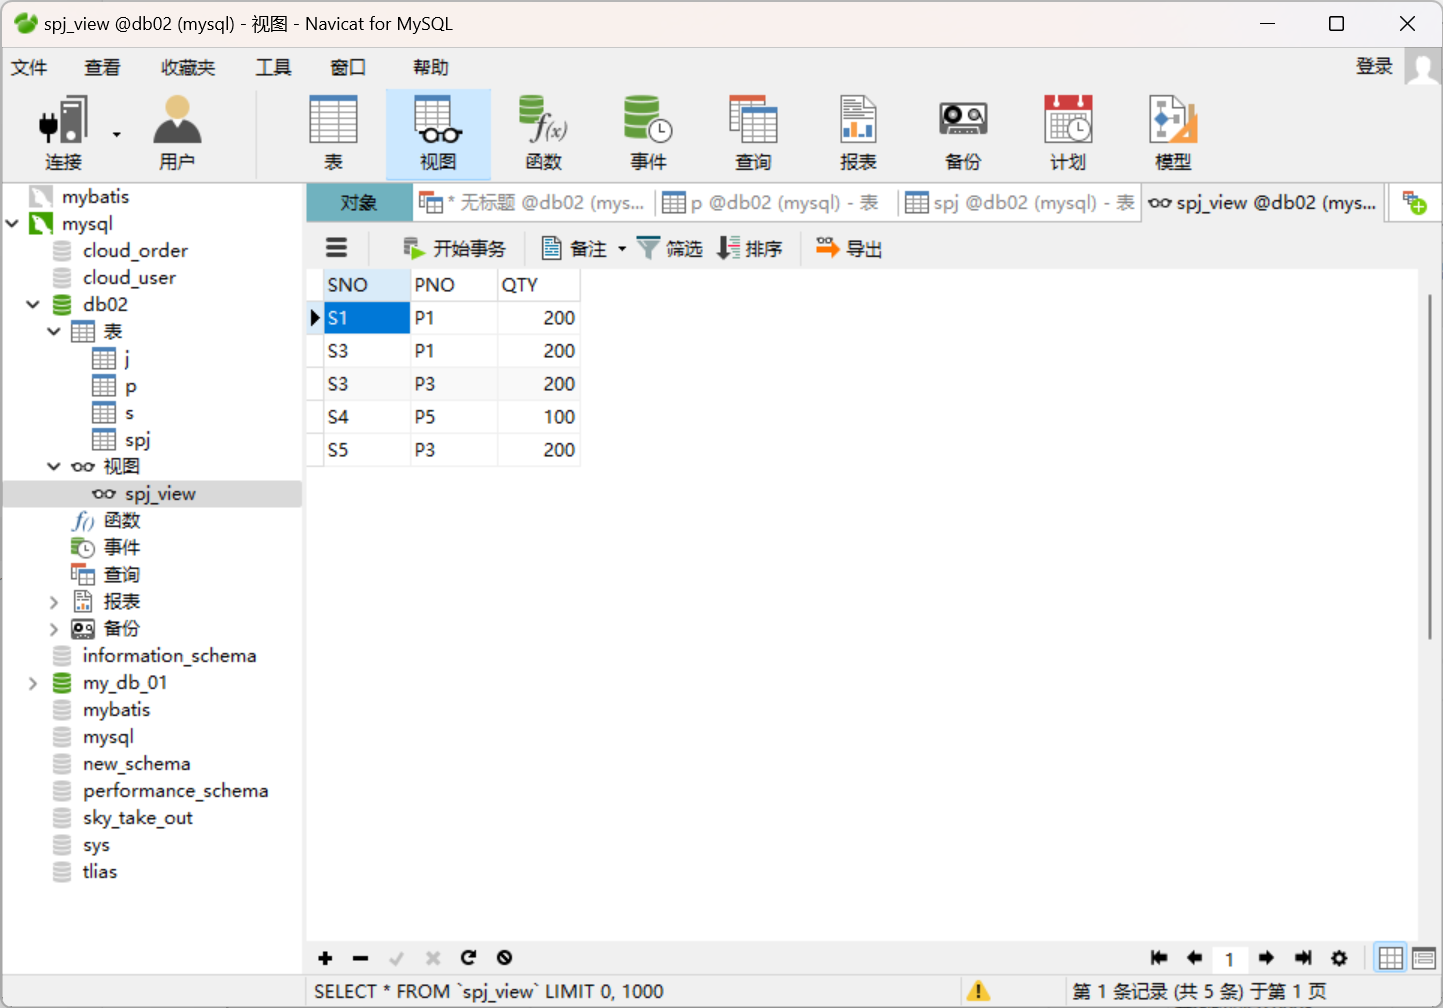 spj_view @db02 (mysql) - 视图 - Navicat for MySQL
文件 查看 收藏夹 工具 窗口 帮助
登录
连接 用户 表 视图 函数 事件 查询 报表 备份 计划 模型
mybatis
mysql
cloud_order
cloud_user
db02
表
j
p
s
spj
视图
spj_view
函数
事件
查询
报表
备份
information_schema
my_db_01
mybatis
mysql
new_schema
performance_schema
sky_take_out
sys
tlias
对象 * 无标题 @db02 (mys... p @db02 (mysql) - 表 spj @db02 (mysql) - 表 spj_view @db02 (mys...
开始事务 备注 筛选 排序 导出
SNO PNO QTY
S1 P1 200
S3 P1 200
S3 P3 200
S4 P5 100
S5 P3 200
1
SELECT * FROM `spj_view` LIMIT 0, 1000
第 1 条记录 (共 5 条) 于第 1 页